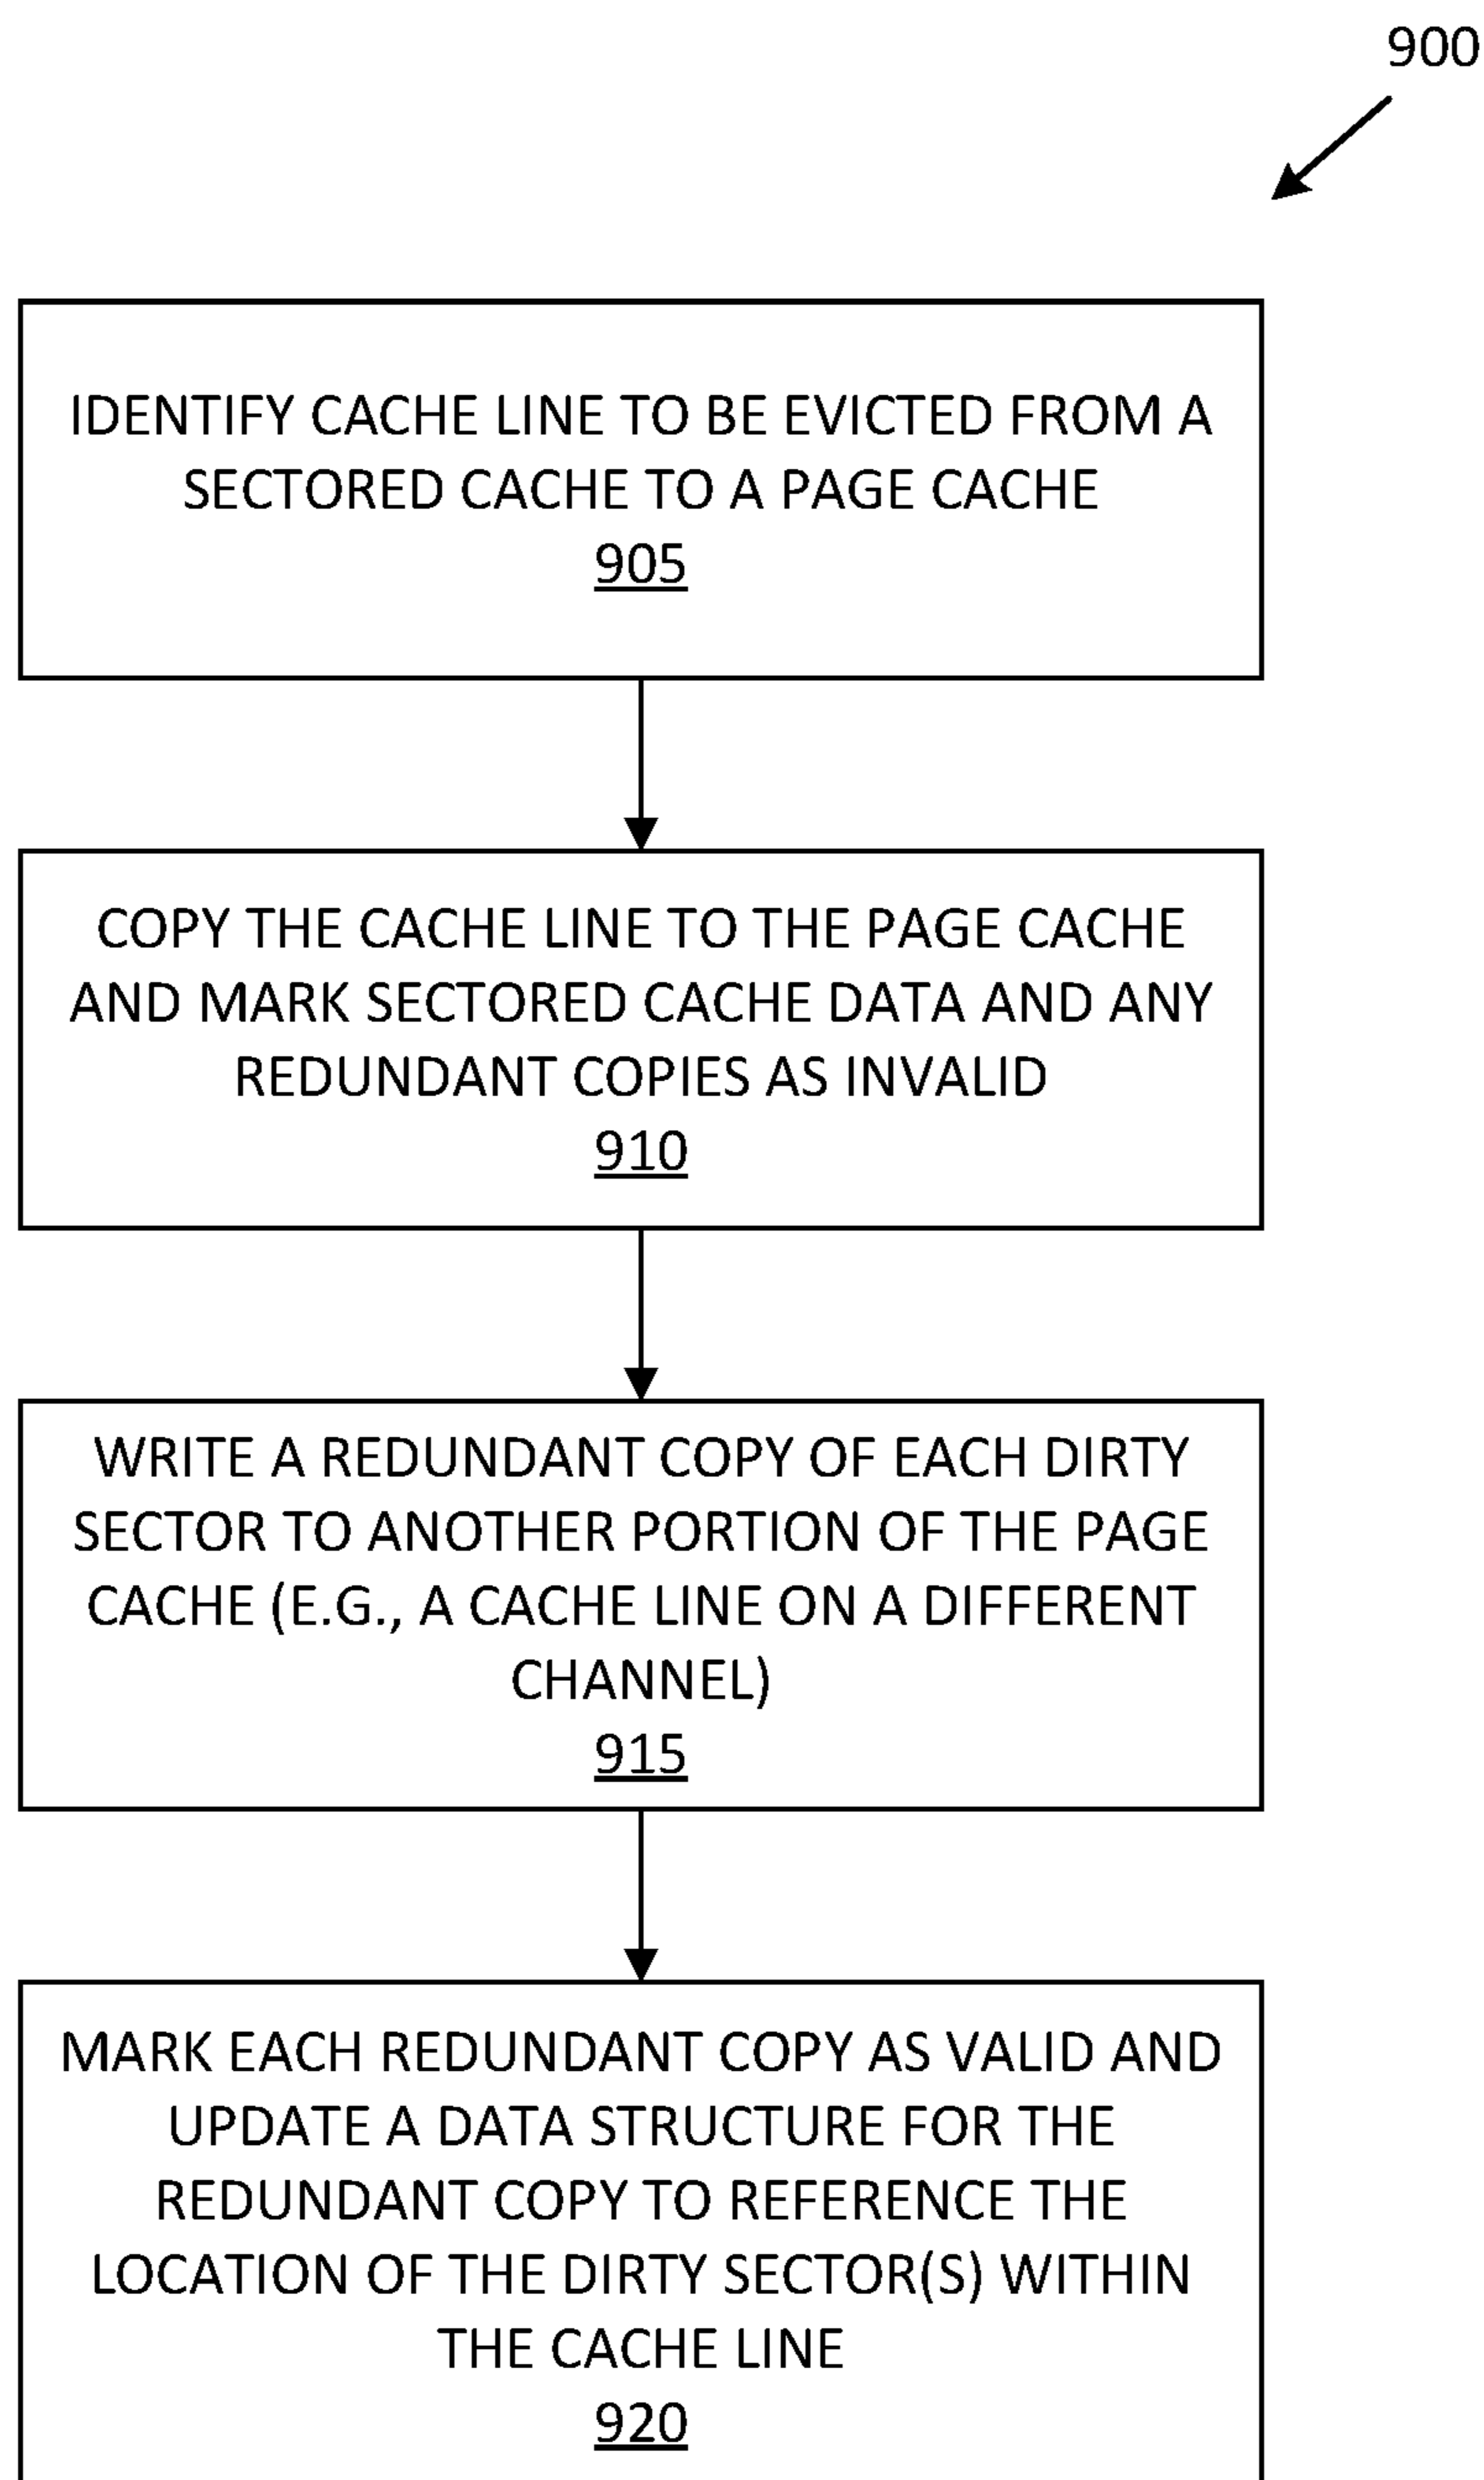 900
IDENTIFY CACHE LINE TO BE EVICTED FROM A
SECTORED CACHE TO A PAGE CACHE
905
COPY THE CACHE LINE TO THE PAGE CACHE
AND MARK SECTORED CACHE DATA AND ANY
REDUNDANT COPIES AS INVALID
910
WRITE A REDUNDANT COPY OF EACH DIRTY
SECTOR TO ANOTHER PORTION OF THE PAGE
CACHE (E.G., A CACHE LINE ON A DIFFERENT
CHANNEL)
915
MARK EACH REDUNDANT COPY AS VALID AND
UPDATE A DATA STRUCTURE FOR THE
REDUNDANT COPY TO REFERENCE THE
LOCATION OF THE DIRTY SECTOR(S) WITHIN
THE CACHE LINE
920